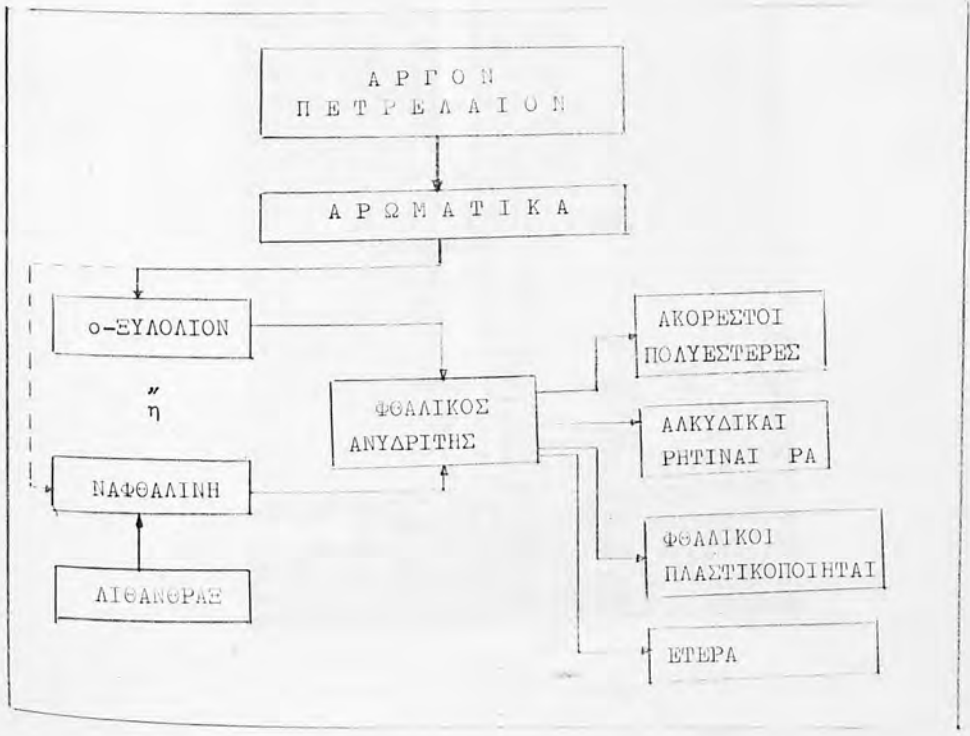 ΑΡΓΟΝ
ΠΕΤΡΕΛΑΙΟΝ
ΑΡΩΜΑΤΙΚΑ
ο-ΞΥΛΟΛΙΟΝ
ἢ
ΝΑΦΘΑΛΙΝΗ
ΛΙΘΑΝΘΡΑΞ
ΦΘΑΛΙΚΟΣ
ΑΝΥΔΡΙΤΗΣ
ΑΚΟΡΕΣΤΟΙ
ΠΟΛΥΕΣΤΕΡΕΣ
ΑΛΚΥΔΙΚΑΙ
ΡΗΤΙΝΑΙ ΡΑ
ΦΘΑΛΙΚΟΙ
ΠΛΑΣΤΙΚΟΠΟΙΗΤΑΙ
ΕΤΕΡΑ